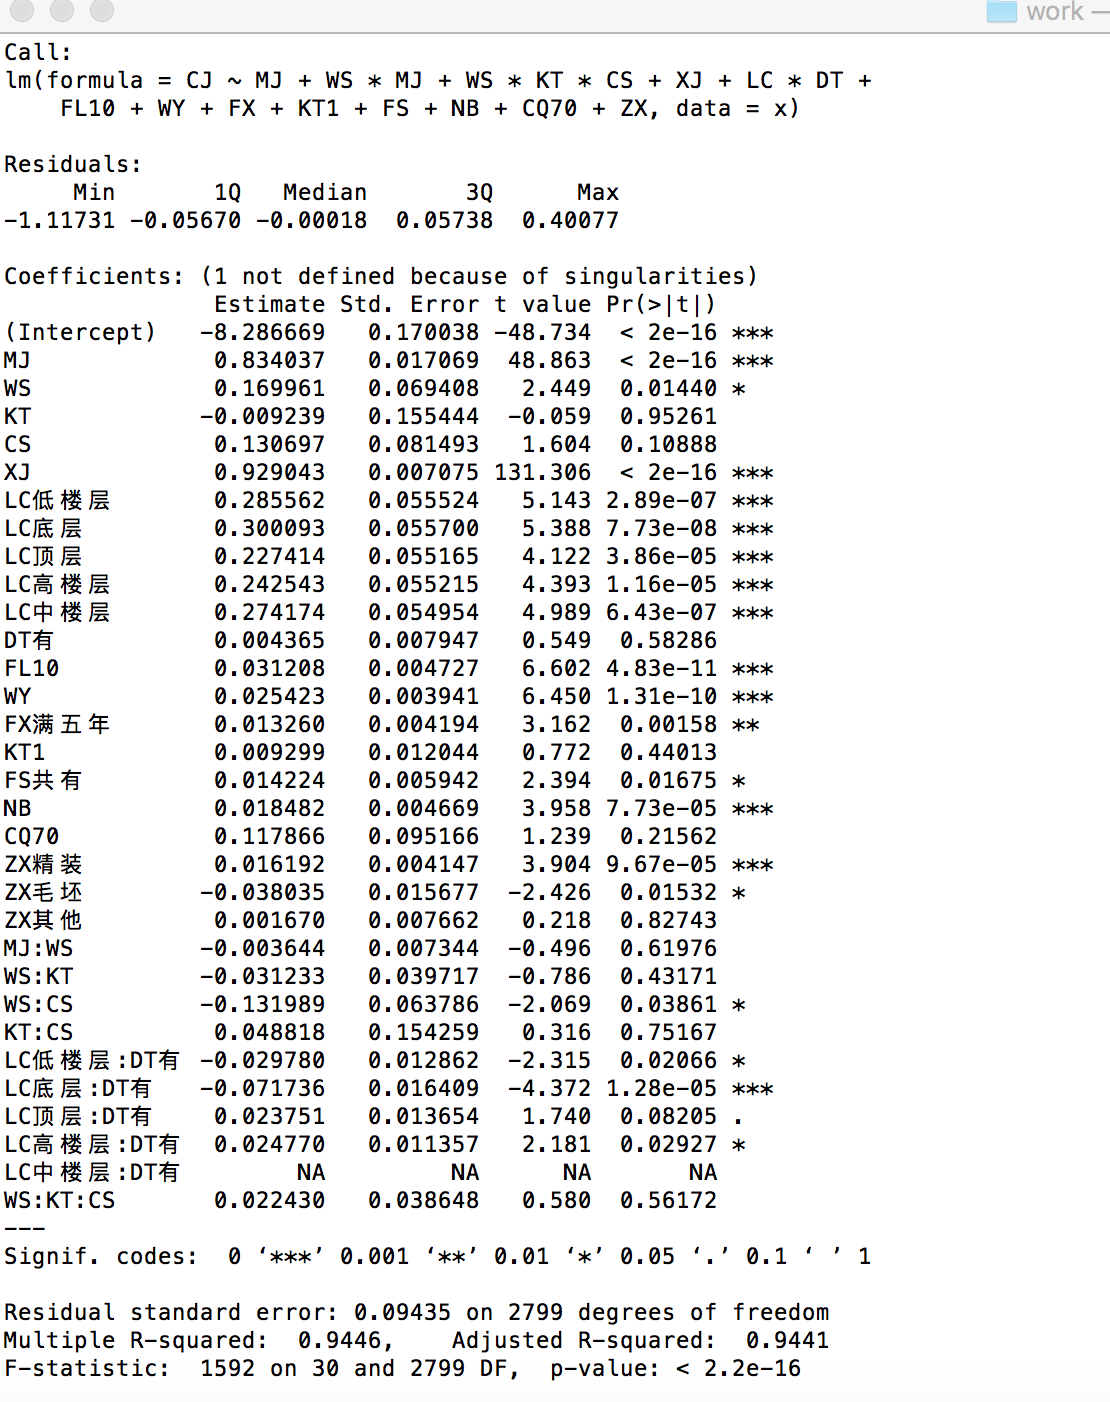 work —
Call:
lm(formula = CJ ~ MJ + WS * MJ + WS * KT * CS + XJ + LC * DT +
    FL10 + WY + FX + KT1 + FS + NB + CQ70 + ZX, data = x)
Residuals:
     Min       1Q   Median       3Q      Max
-1.11731 -0.05670 -0.00018  0.05738  0.40077
Coefficients: (1 not defined because of singularities)
               Estimate Std. Error t value Pr(>|t|)
(Intercept)   -8.286669   0.170038 -48.734  < 2e-16 ***
MJ             0.834037   0.017069  48.863  < 2e-16 ***
WS             0.169961   0.069408   2.449  0.01440 *
KT            -0.009239   0.155444  -0.059  0.95261
CS             0.130697   0.081493   1.604  0.10888
XJ             0.929043   0.007075 131.306  < 2e-16 ***
LC低楼层       0.285562   0.055524   5.143 2.89e-07 ***
LC底层         0.300093   0.055700   5.388 7.73e-08 ***
LC顶层         0.227414   0.055165   4.122 3.86e-05 ***
LC高楼层       0.242543   0.055215   4.393 1.16e-05 ***
LC中楼层       0.274174   0.054954   4.989 6.43e-07 ***
DT有           0.004365   0.007947   0.549  0.58286
FL10           0.031208   0.004727   6.602 4.83e-11 ***
WY             0.025423   0.003941   6.450 1.31e-10 ***
FX满五年       0.013260   0.004194   3.162  0.00158 **
KT1            0.009299   0.012044   0.772  0.44013
FS共有         0.014224   0.005942   2.394  0.01675 *
NB             0.018482   0.004669   3.958 7.73e-05 ***
CQ70           0.117866   0.095166   1.239  0.21562
ZX精装         0.016192   0.004147   3.904 9.67e-05 ***
ZX毛坯        -0.038035   0.015677  -2.426  0.01532 *
ZX其他         0.001670   0.007662   0.218  0.82743
MJ:WS         -0.003644   0.007344  -0.496  0.61976
WS:KT         -0.031233   0.039717  -0.786  0.43171
WS:CS         -0.131989   0.063786  -2.069  0.03861 *
KT:CS          0.048818   0.154259   0.316  0.75167
LC低楼层:DT有 -0.029780   0.012862  -2.315  0.02066 *
LC底层:DT有   -0.071736   0.016409  -4.372 1.28e-05 ***
LC顶层:DT有    0.023751   0.013654   1.740  0.08205 .
LC高楼层:DT有  0.024770   0.011357   2.181  0.02927 *
LC中楼层:DT有        NA         NA      NA       NA
WS:KT:CS       0.022430   0.038648   0.580  0.56172
---
Signif. codes:  0 ‘***’ 0.001 ‘**’ 0.01 ‘*’ 0.05 ‘.’ 0.1 ‘ ’ 1
Residual standard error: 0.09435 on 2799 degrees of freedom
Multiple R-squared:  0.9446,    Adjusted R-squared:  0.9441
F-statistic:  1592 on 30 and 2799 DF,  p-value: < 2.2e-16